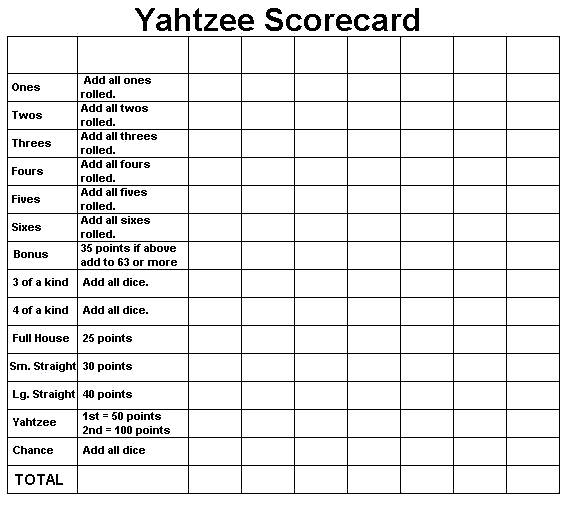 Yahtzee Scorecard
Ones
Add all ones
rolled.
Twos
Add all twos
rolled.
Threes
Add all threes
rolled.
Fours
Add all fours
rolled.
Fives
Add all fives
rolled.
Sixes
Add all sixes
rolled.
Bonus
35 points if above
add to 63 or more
3 of a kind
Add all dice.
4 of a kind
Add all dice.
Full House
25 points
Sm. Straight
30 points
Lg. Straight
40 points
Yahtzee
1st = 50 points
2nd = 100 points
Chance
Add all dice
TOTAL